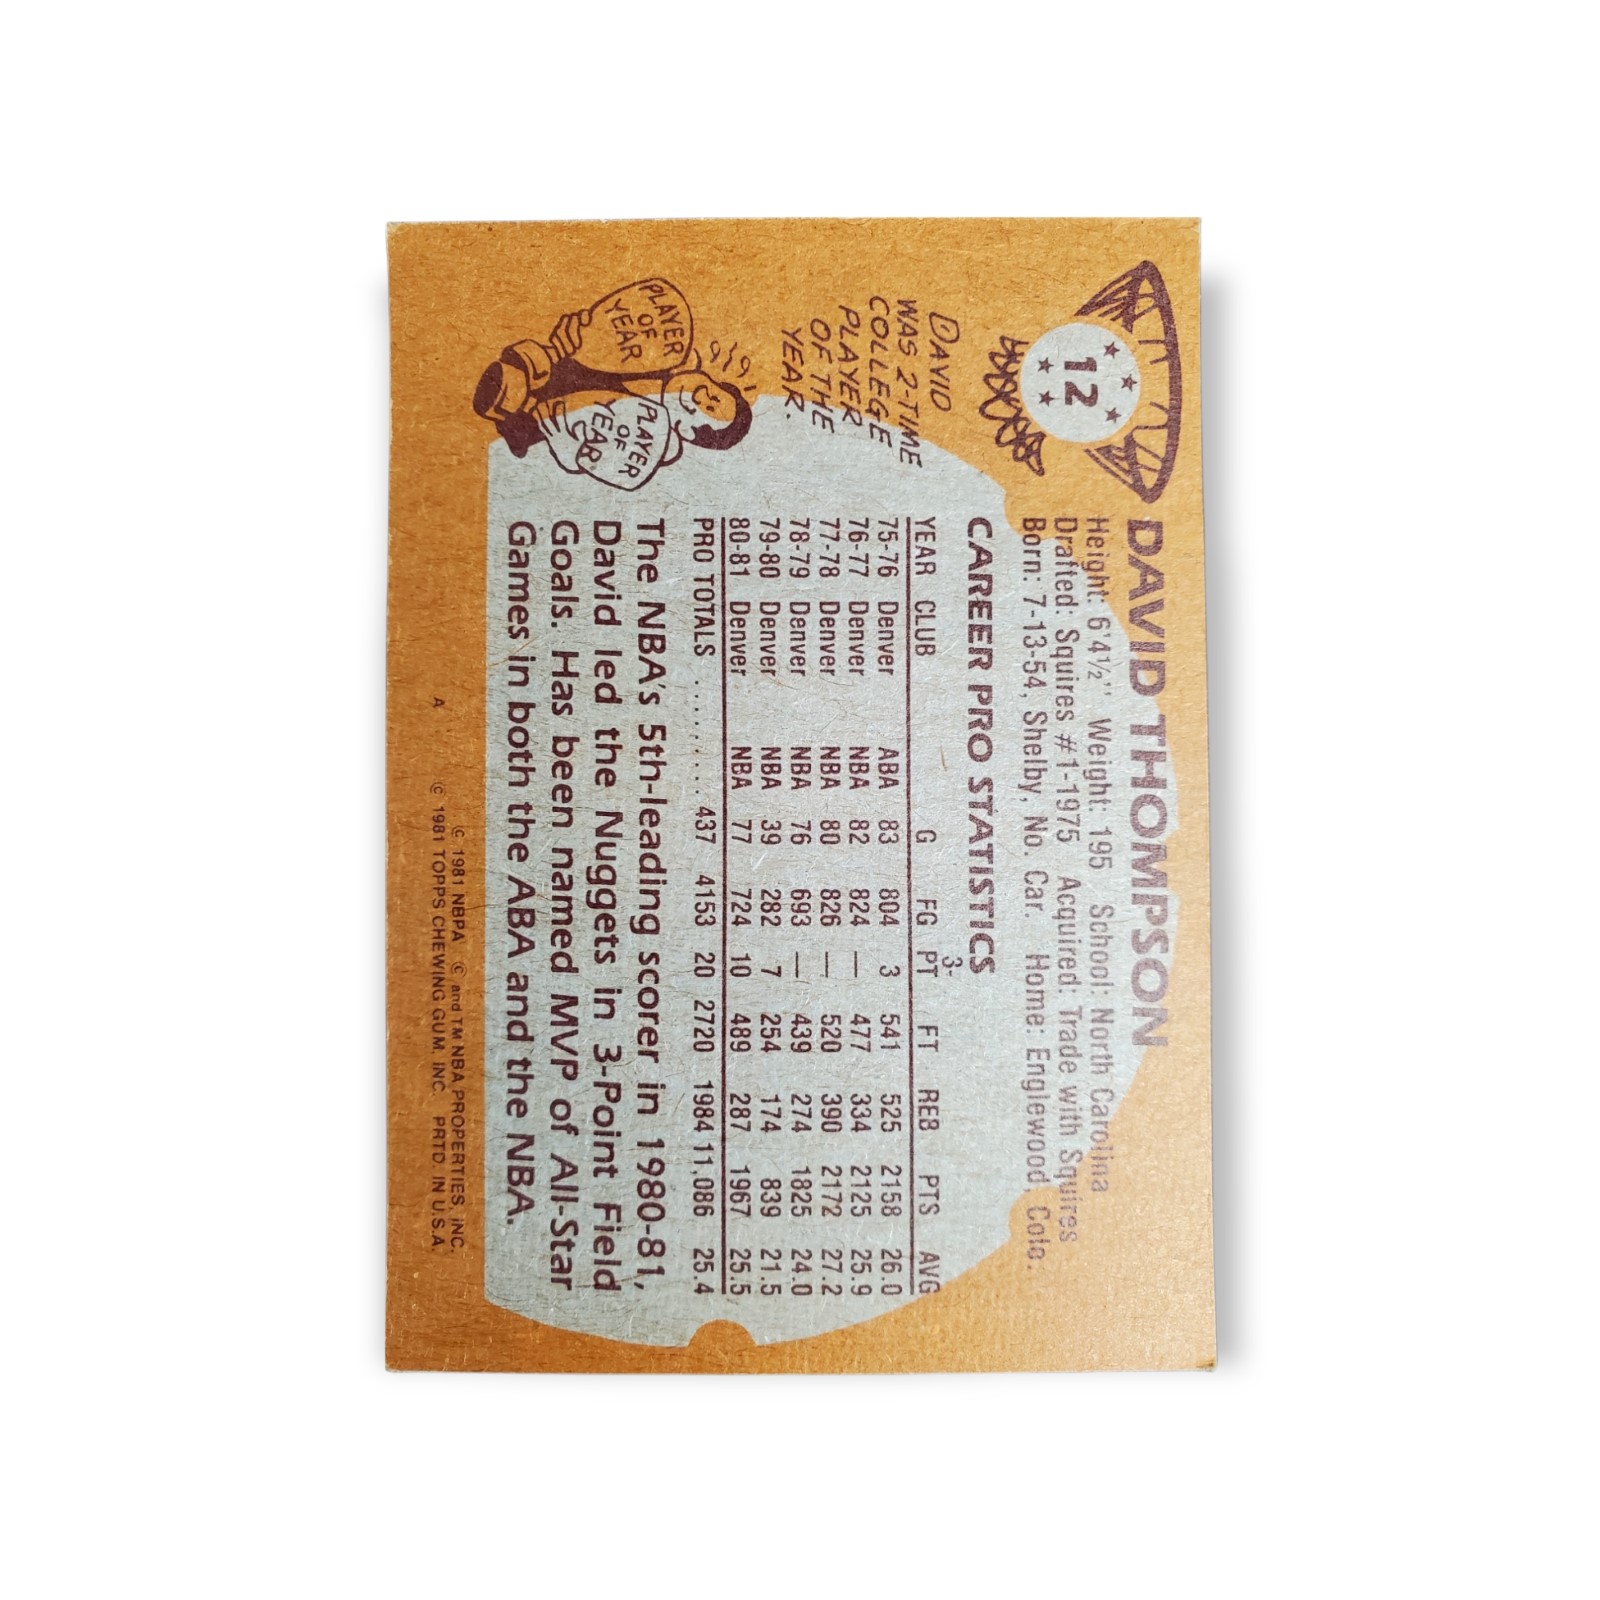 12
DAVID THOMPSON
Height: 6'4½'' Weight: 195 School: North Carolina
Drafted: Squires #1-1975 Acquired: Trade with Squires
Born: 7-13-54, Shelby, No. Car. Home: Englewood, Colo.
DAVID
WAS 2-TIME
COLLEGE
PLAYER
OF THE
YEAR.
PLAYER
OF
YEAR
PLAYER
OF
YEAR
CAREER PRO STATISTICS
YEAR CLUB G FG 3-PT FT REB PTS AVG
75-76 Denver ABA 83 804 3 541 525 2158 26.0
76-77 Denver NBA 82 824 — 477 334 2125 25.9
77-78 Denver NBA 80 826 — 520 390 2172 27.2
78-79 Denver NBA 76 693 — 439 274 1825 24.0
79-80 Denver NBA 39 282 7 254 174 839 21.5
80-81 Denver NBA 77 724 10 489 287 1967 25.5
PRO TOTALS .......... 437 4153 20 2720 1984 11,086 25.4
The NBA's 5th-leading scorer in 1980-81,
David led the Nuggets in 3-Point Field
Goals. Has been named MVP of All-Star
Games in both the ABA and the NBA.
© 1981 NBPA © and TM NBA PROPERTIES, INC.
A © 1981 TOPPS CHEWING GUM, INC. PRTD. IN U.S.A.